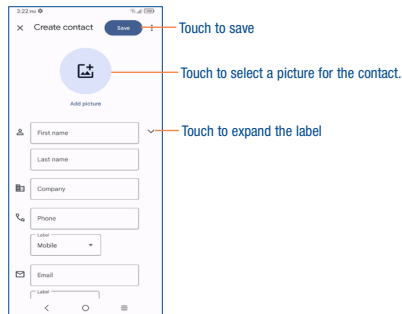 3:22 PM
Create contact
Save
Touch to save
Touch to select a picture for the contact.
Add picture
First name
Touch to expand the label
Last name
Company
Phone
Label
Mobile
Email
Label